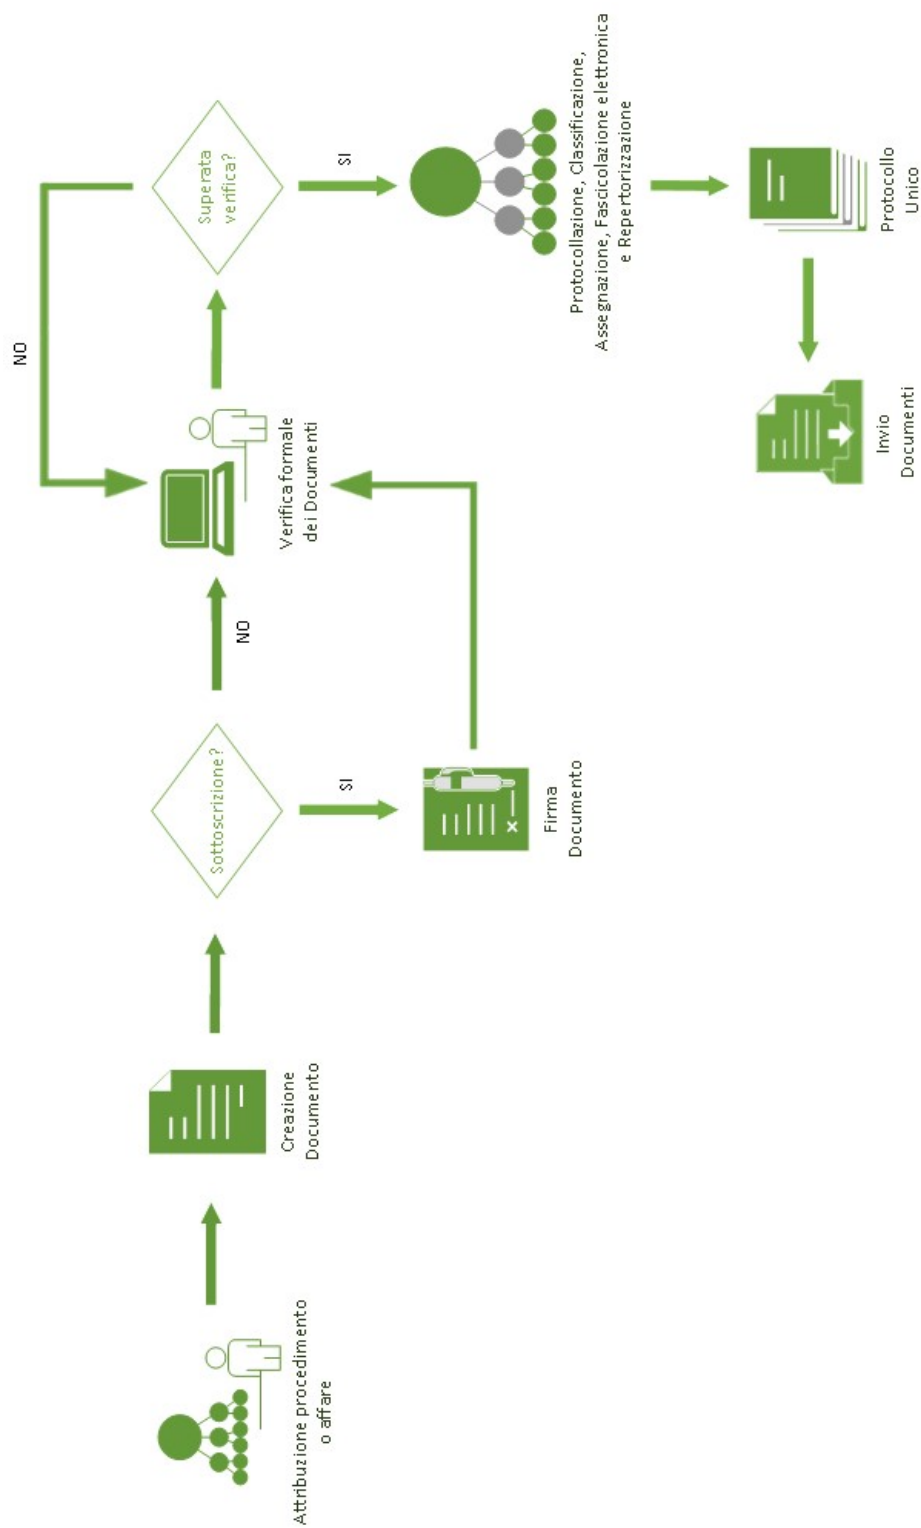 Attribuzione procedimento
o affare
Creazione
Documento
Sottoscrizione?
NO
SI
Firma
Documento
Verifica formale
dei Documenti
Superata
verifica?
NO
SI
Protocollazione, Classificazione,
Assegnazione, Fascicolazione elettronica
e Repertorizzazione
Protocollo
Unico
Invio
Documenti